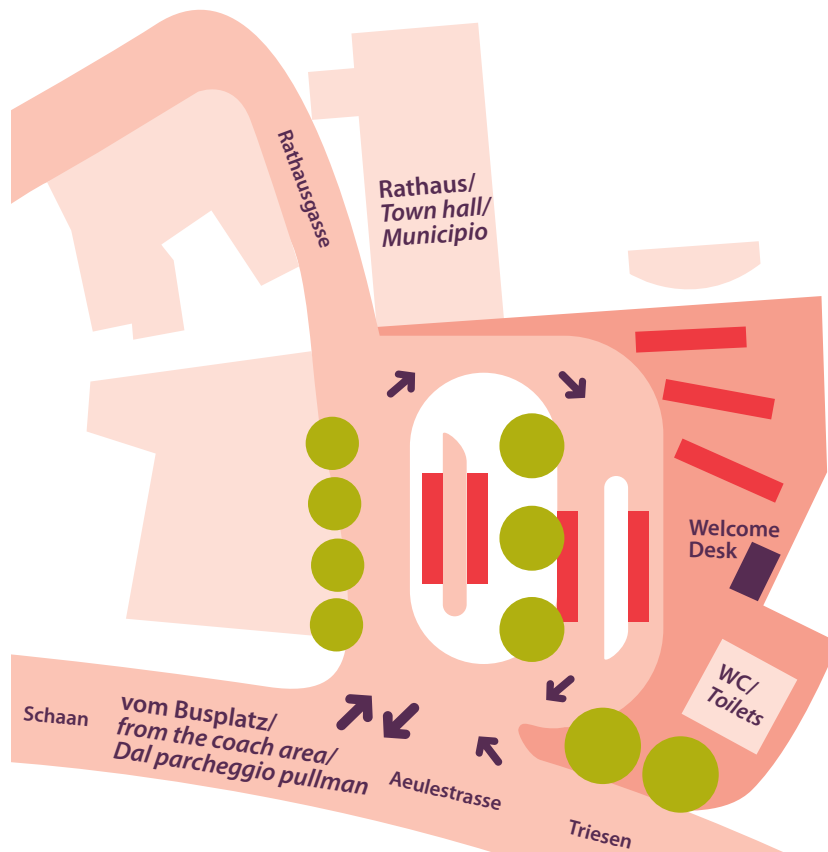 Rathausgasse
Rathaus/
Town hall/
Municipio
Welcome
Desk
WC/
Toilets
Schaan
vom Busplatz/
from the coach area/
Dal parcheggio pullman
Aeulestrasse
Triesen